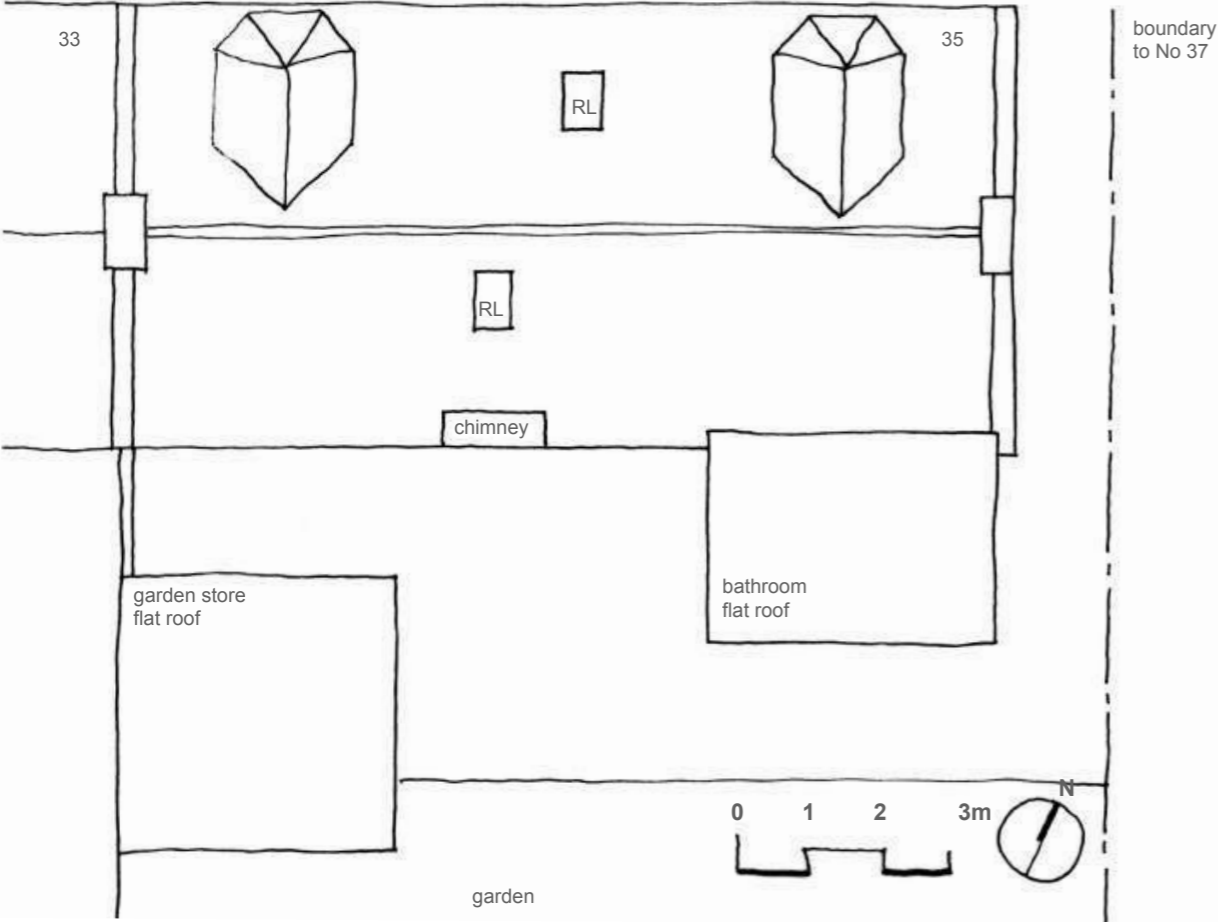 33
35
boundary
to No 37
RL
RL
chimney
garden store
flat roof
bathroom
flat roof
N
0 1 2 3m
garden